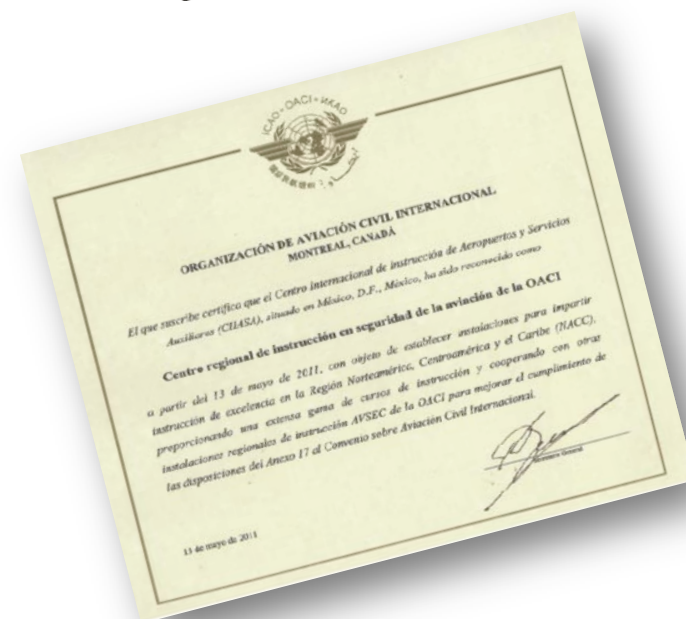 ICAO · OACI · ИКАО
ORGANIZACIÓN DE AVIACIÓN CIVIL INTERNACIONAL
MONTREAL, CANADÁ
El que suscribe certifica que el Centro Internacional de Instrucción de Aeropuertos y Servicios
Auxiliares (CIIASA), situado en México, D.F., México, ha sido reconocido como
Centro regional de instrucción en seguridad de la aviación de la OACI
a partir del 13 de mayo de 2011, con objeto de establecer instalaciones para impartir
instrucción de excelencia en la Región Norteamérica, Centroamérica y el Caribe (NACC),
proporcionando una extensa gama de cursos de instrucción y cooperando con otras
instalaciones regionales de instrucción AVSEC de la OACI para mejorar el cumplimiento de
las disposiciones del Anexo 17 al Convenio sobre Aviación Civil Internacional.
Secretario General
13 de mayo de 2011